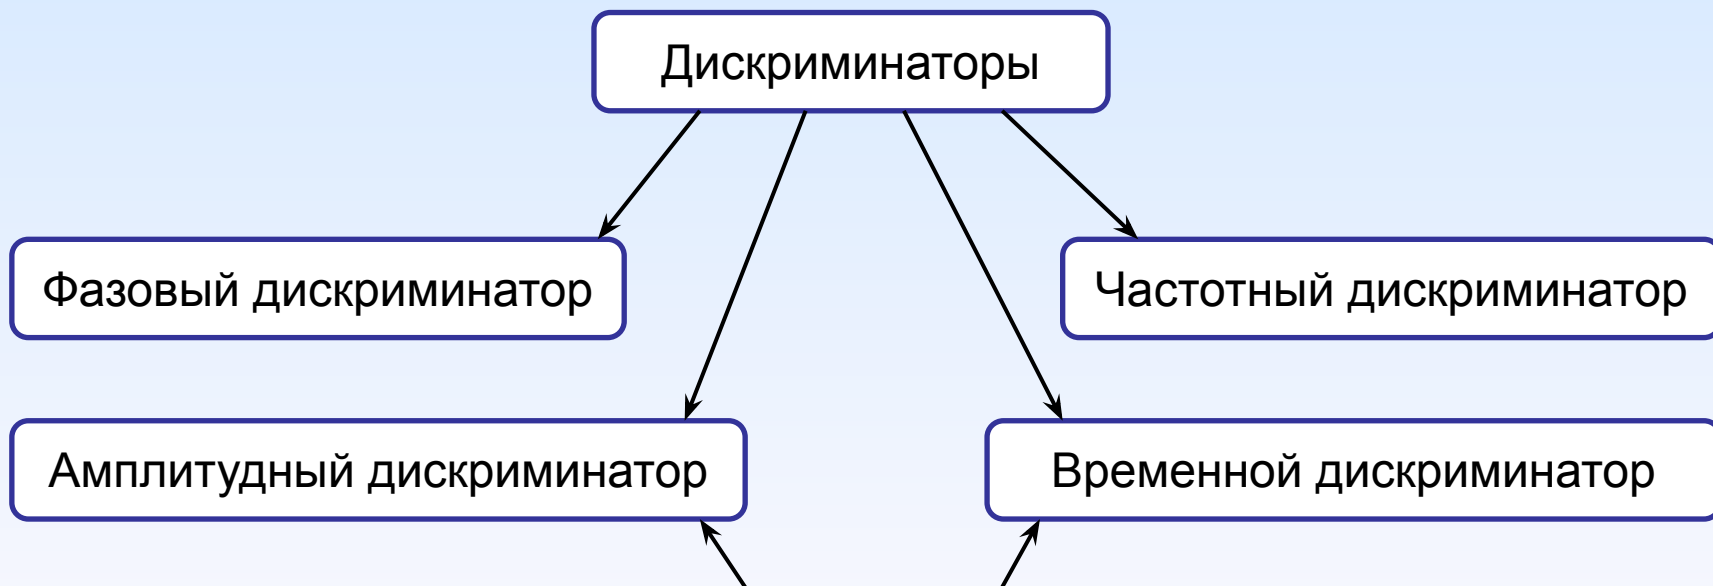 Дискриминаторы
Фазовый дискриминатор
Частотный дискриминатор
Амплитудный дискриминатор
Временной дискриминатор